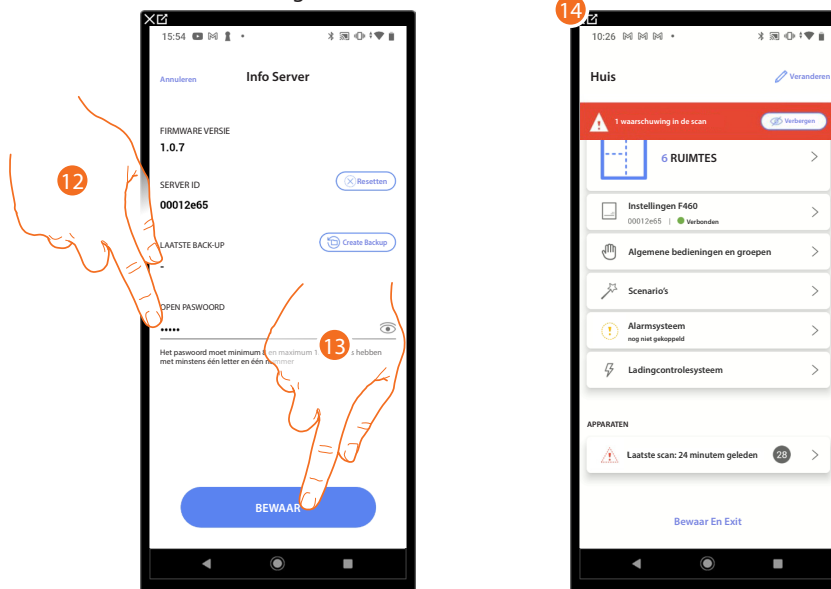 15:54
Annuleren
Info Server
FIRMWARE VERSIE
1.0.7
SERVER ID
Resetten
00012e65
LAATSTE BACK-UP
Create Backup
-
OPEN PASWOORD
•••••
Het paswoord moet minimum en maximum 1 hebben
met minstens één letter en één nummer
BEWAAR
12
13
14
10:26
Huis
Veranderen
1 waarschuwing in de scan
Verbergen
6 RUIMTES
Instellingen F460
00012e65 | Verbonden
Algemene bedieningen en groepen
Scenario's
Alarmsysteem
nog niet gekoppeld
Ladingcontrolesysteem
APPARATEN
Laatste scan: 24 minutem geleden
28
Bewaar En Exit